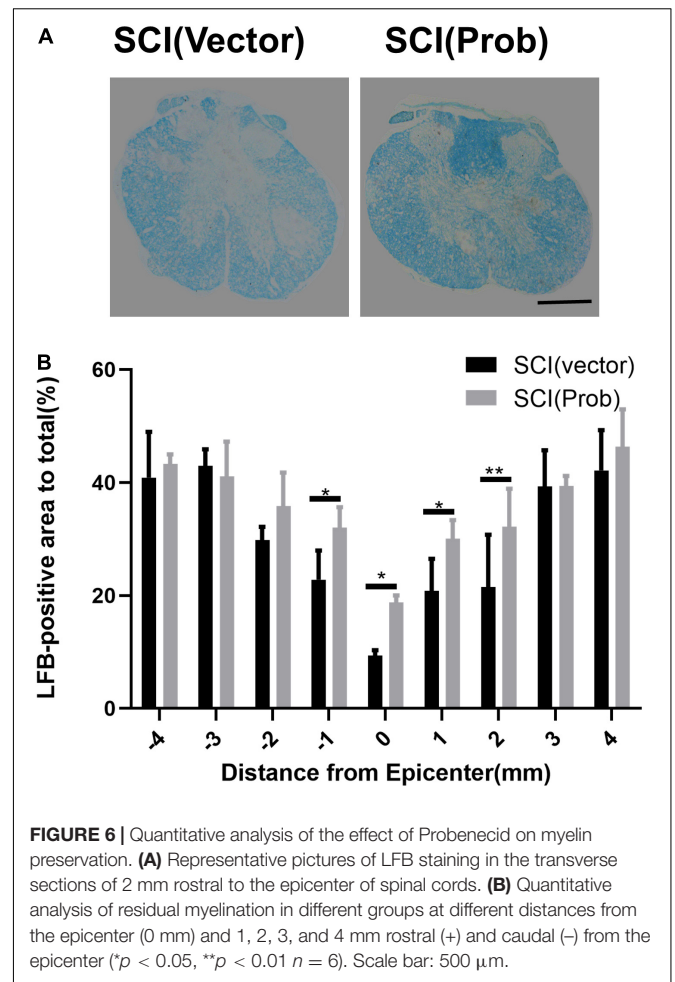 A
SCI(Vector) SCI(Prob)
B
LFB-positive area to total(%)
60
40
20
0
SCI(vector)
SCI(Prob)
*
*
*
**
-4 -3 -2 -1 0 1 2 3 4
Distance from Epicenter(mm)
FIGURE 6 | Quantitative analysis of the effect of Probenecid on myelin
preservation. (A) Representative pictures of LFB staining in the transverse
sections of 2 mm rostral to the epicenter of spinal cords. (B) Quantitative
analysis of residual myelination in different groups at different distances from
the epicenter (0 mm) and 1, 2, 3, and 4 mm rostral (+) and caudal (–) from the
epicenter (*p < 0.05, **p < 0.01 n = 6). Scale bar: 500 μm.